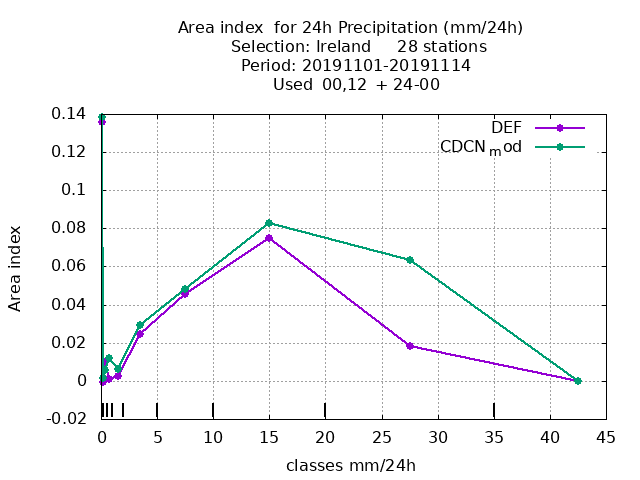 Area index for 24h Precipitation (mm/24h)
Selection: Ireland 28 stations
Period: 20191101-20191114
Used 00,12 + 24-00
DEF
CDCNmod
0.14
0.12
0.1
0.08
0.06
0.04
0.02
0
-0.02
Area index
0 5 10 15 20 25 30 35 40 45
classes mm/24h